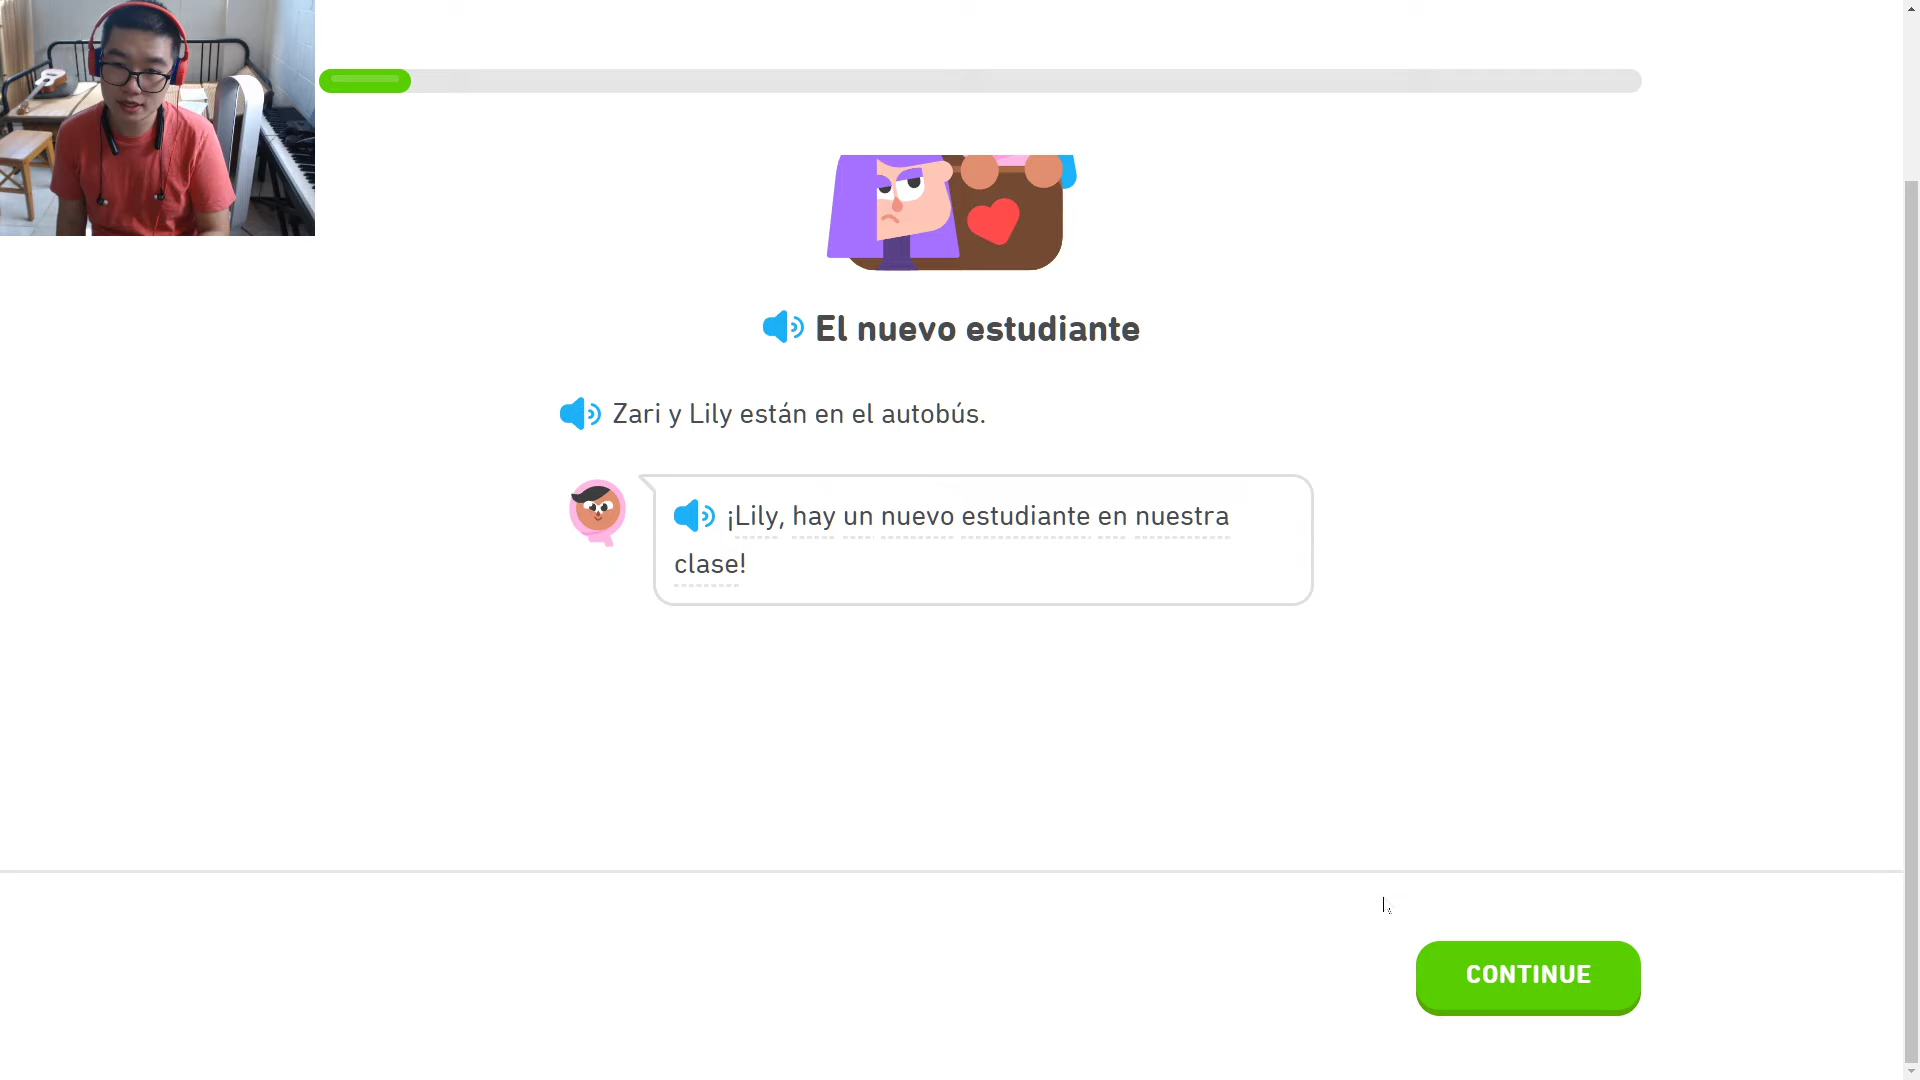 El nuevo estudiante
Zari y Lily están en el autobús.
¡Lily, hay un nuevo estudiante en nuestra
clase!
CONTINUE